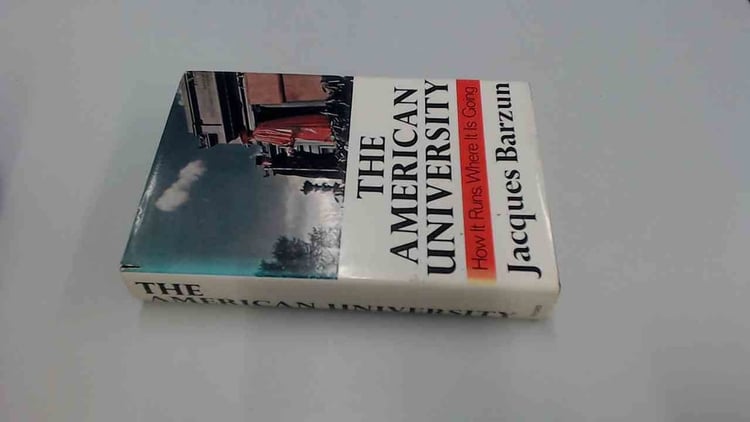 THE
AMERICAN
UNIVERSITY
How It Runs. Where It Is Going
Jacques Barzun
THE
AMERICAN UNIVERSITY